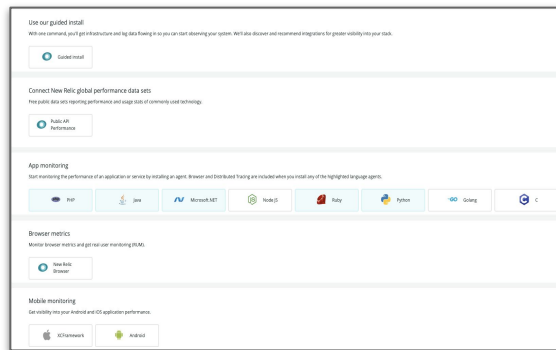 Use our guided install
With one command, you'll get infrastructure and log data flowing in so you can start observing your system. We'll also discover and recommend integrations for greater visibility into your stack.
Guided Install
Connect New Relic global performance data sets
Free public data sets reporting performance and usage stats of commonly used technology.
Public API
Performance
App monitoring
Start monitoring the performance of an application or service by installing an agent. Browser and Distributed Tracing are included when you install any of the highlighted language agents.
PHP Java Microsoft.NET Node JS Ruby Python Golang C
Browser metrics
Monitor browser metrics and get real user monitoring (RUM).
New Relic
Browser
Mobile monitoring
Get visibility into your Android and iOS application performance.
XCFramework Android